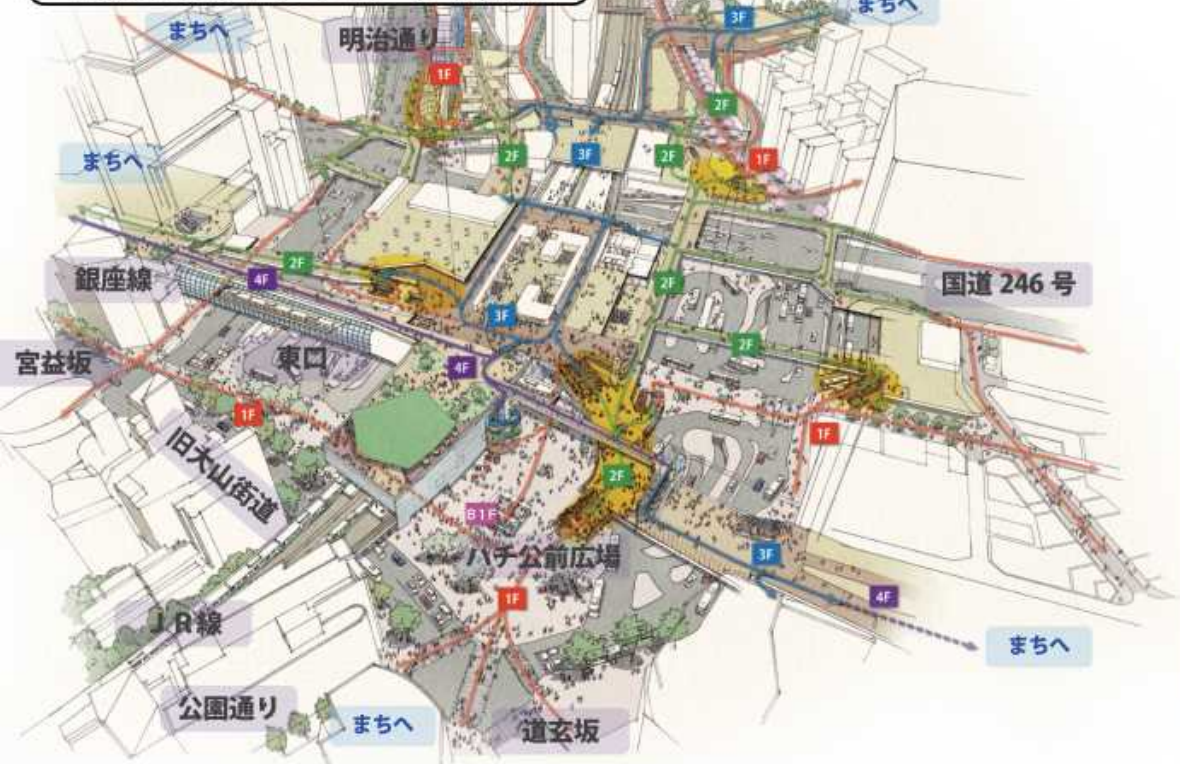 3F
まちへ
まちへ
明治通り
1F
2F
2F
3F
2F
1F
まちへ
2F
銀座線
4F
2F
国道 246 号
3F
2F
宮益坂
東口
4F
1F
1F
旧大山街道
2F
B1F
ハチ公前広場
3F
1F
4F
JR線
まちへ
公園通り
まちへ
道玄坂